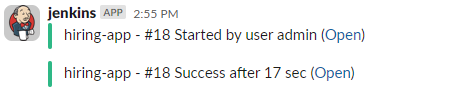 jenkins APP 2:55 PM
hiring-app - #18 Started by user admin (Open)
hiring-app - #18 Success after 17 sec (Open)